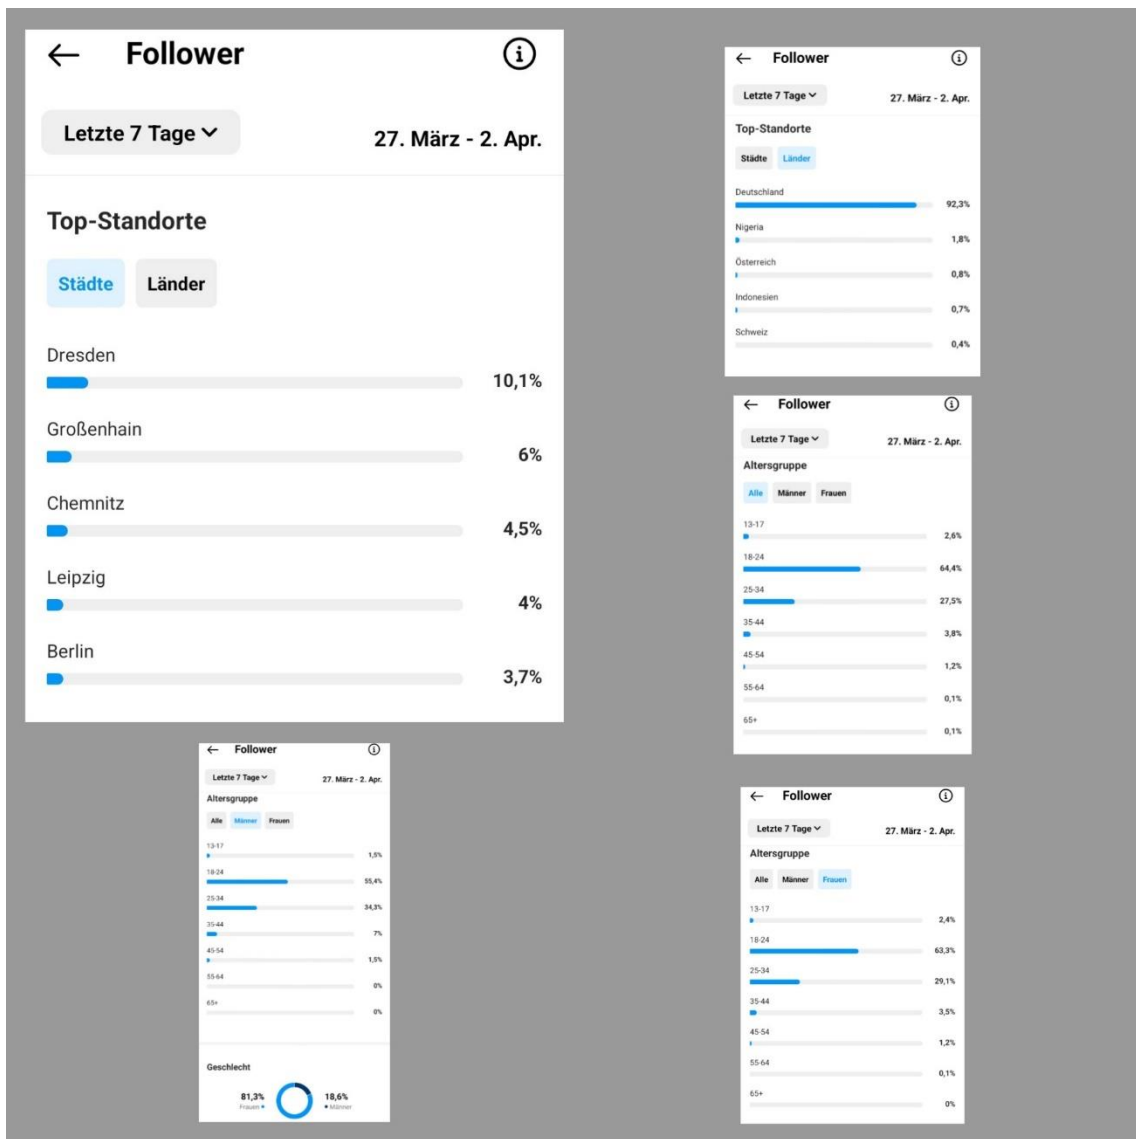 Follower
Letzte 7 Tage
27. März - 2. Apr.
Top-Standorte
Städte Länder
Dresden
10,1%
Großenhain
6%
Chemnitz
4,5%
Leipzig
4%
Berlin
3,7%
Follower
Letzte 7 Tage
27. März - 2. Apr.
Top-Standorte
Städte Länder
Deutschland
92,3%
Nigeria
1,8%
Österreich
0,8%
Indonesien
0,7%
Schweiz
0,4%
Follower
Letzte 7 Tage
27. März - 2. Apr.
Altersgruppe
Alle Männer Frauen
13-17
2,6%
18-24
64,4%
25-34
27,5%
35-44
3,8%
45-54
1,2%
55-64
0,1%
65+
0,1%
Follower
Letzte 7 Tage
27. März - 2. Apr.
Altersgruppe
Alle Männer Frauen
13-17
1,5%
18-24
55,4%
25-34
34,3%
35-44
7%
45-54
1,5%
55-64
0%
65+
0%
Geschlecht
81,3% 18,6%
Frauen Männer
Follower
Letzte 7 Tage
27. März - 2. Apr.
Altersgruppe
Alle Männer Frauen
13-17
2,4%
18-24
63,3%
25-34
29,1%
35-44
3,5%
45-54
1,2%
55-64
0,1%
65+
0%